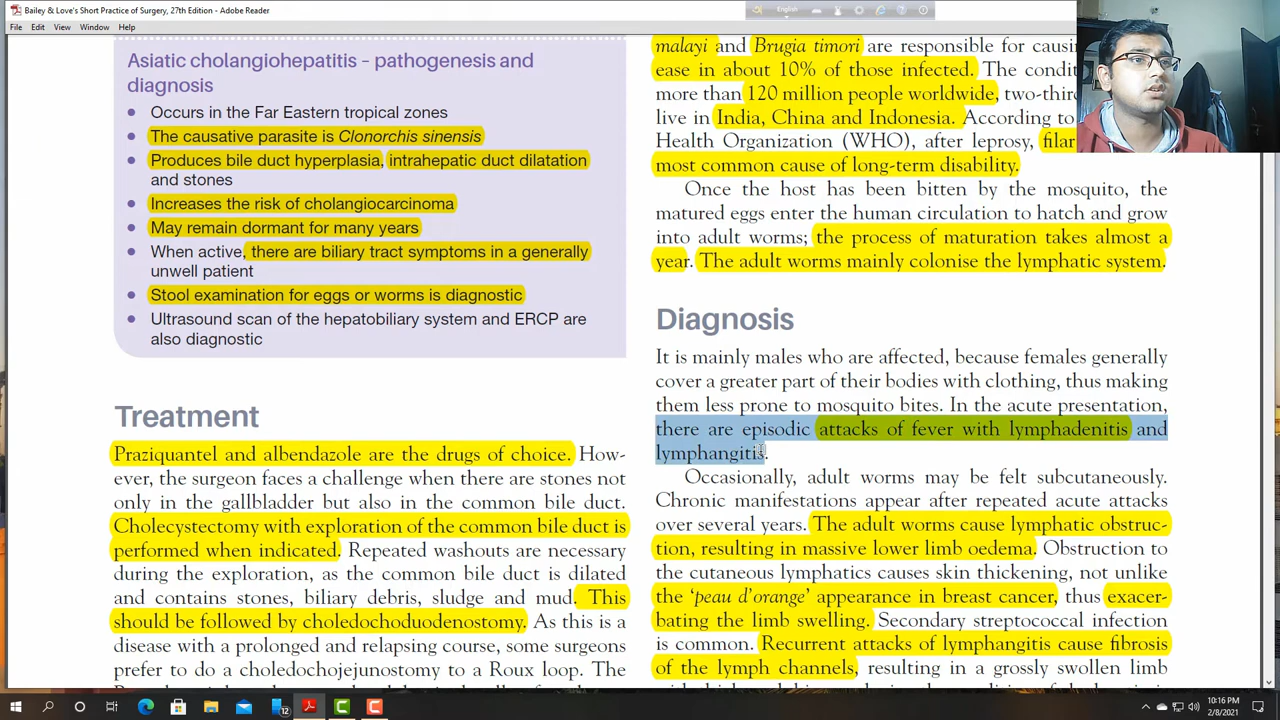 Bailey & Love's Short Practice of Surgery, 27th Edition - Adobe Reader
English
File Edit View Window Help
Asiatic cholangiohepatitis – pathogenesis and
diagnosis
• Occurs in the Far Eastern tropical zones
• The causative parasite is Clonorchis sinensis
• Produces bile duct hyperplasia, intrahepatic duct dilatation
and stones
• Increases the risk of cholangiocarcinoma
• May remain dormant for many years
• When active, there are biliary tract symptoms in a generally
unwell patient
• Stool examination for eggs or worms is diagnostic
• Ultrasound scan of the hepatobiliary system and ERCP are
also diagnostic
Treatment
Praziquantel and albendazole are the drugs of choice. How-
ever, the surgeon faces a challenge when there are stones not
only in the gallbladder but also in the common bile duct.
Cholecystectomy with exploration of the common bile duct is
performed when indicated. Repeated washouts are necessary
during the exploration, as the common bile duct is dilated
and contains stones, biliary debris, sludge and mud. This
should be followed by choledochoduodenostomy. As this is a
disease with a prolonged and relapsing course, some surgeons
prefer to do a choledochojejunostomy to a Roux loop. The
malayi and Brugia timori are responsible for causi
ease in about 10% of those infected. The condit
more than 120 million people worldwide, two-third
live in India, China and Indonesia. According to
Health Organization (WHO), after leprosy, filar
most common cause of long-term disability.
Once the host has been bitten by the mosquito, the
matured eggs enter the human circulation to hatch and grow
into adult worms; the process of maturation takes almost a
year. The adult worms mainly colonise the lymphatic system.
Diagnosis
It is mainly males who are affected, because females generally
cover a greater part of their bodies with clothing, thus making
them less prone to mosquito bites. In the acute presentation,
there are episodic attacks of fever with lymphadenitis and
lymphangitis.
Occasionally, adult worms may be felt subcutaneously.
Chronic manifestations appear after repeated acute attacks
over several years. The adult worms cause lymphatic obstruc-
tion, resulting in massive lower limb oedema. Obstruction to
the cutaneous lymphatics causes skin thickening, not unlike
the ‘peau d’orange’ appearance in breast cancer, thus exacer-
bating the limb swelling. Secondary streptococcal infection
is common. Recurrent attacks of lymphangitis cause fibrosis
of the lymph channels, resulting in a grossly swollen limb
12
10:16 PM
2/8/2021